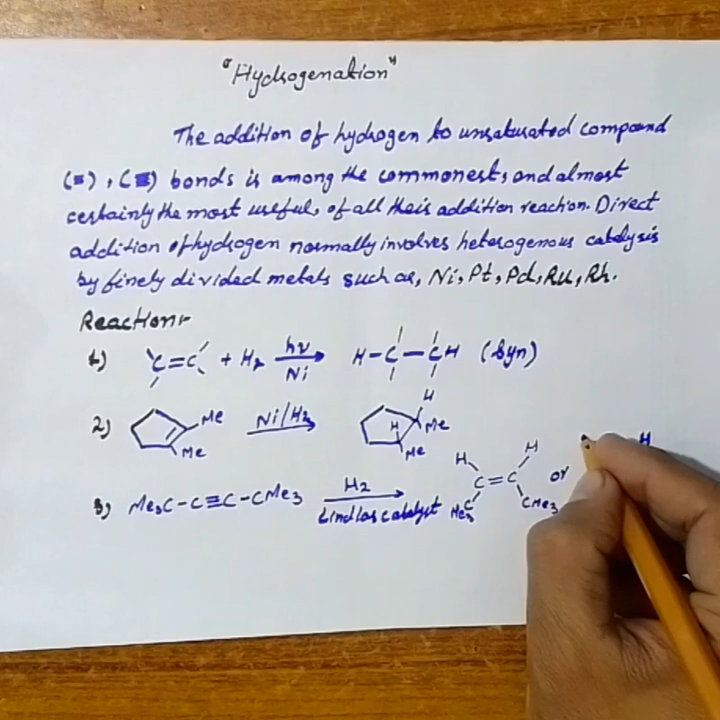 "Hydrogenation"
The addition of hydrogen to unsaturated compound
(=), (≡) bonds is among the commonest, and almost
certainly the most useful, of all their addition reaction. Direct
addition of hydrogen normally involves heterogenous catalysis
by finely divided metals such as, Ni, Pt, Pd, Ru, Rh.
Reaction:-
1) C=C + H2 hν Ni H-C-C-H (Syn)
2) Me Me Ni/H2 H H Me Me
3) Me3C-C≡C-CMe3 H2 Lindlas catalyst H H C=C Me3C CMe3 or H